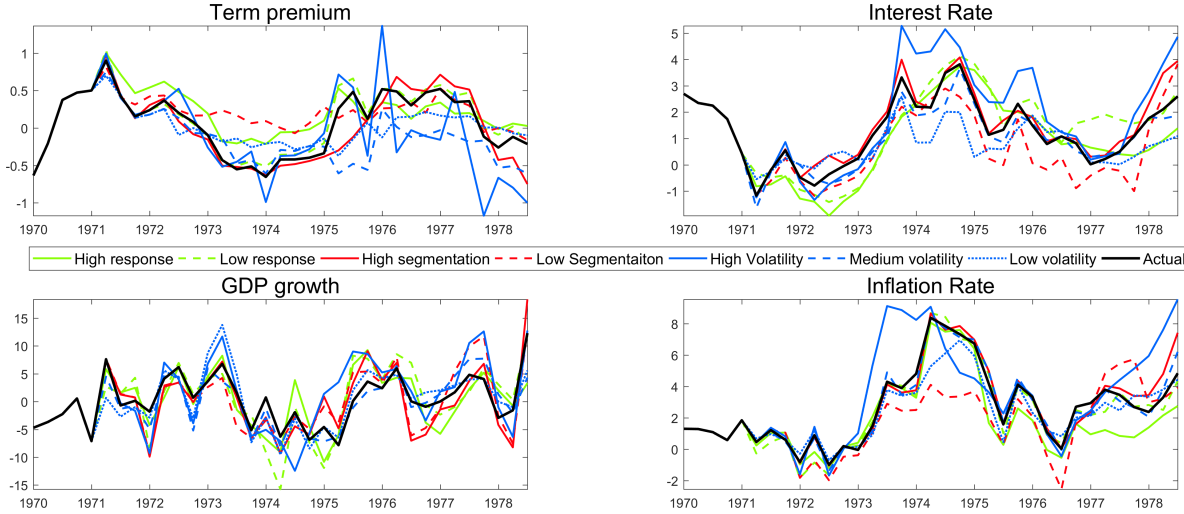 Term premium
1
0.5
0
-0.5
-1
1970 1971 1972 1973 1974 1975 1976 1977 1978
Interest Rate
5
4
3
2
1
0
-1
1970 1971 1972 1973 1974 1975 1976 1977 1978
High response Low response High segmentation Low Segmentaiton High Volatility Medium volatility Low volatility Actual
GDP growth
15
10
5
0
-5
-10
-15
1970 1971 1972 1973 1974 1975 1976 1977 1978
Inflation Rate
8
6
4
2
0
-2
1970 1971 1972 1973 1974 1975 1976 1977 1978